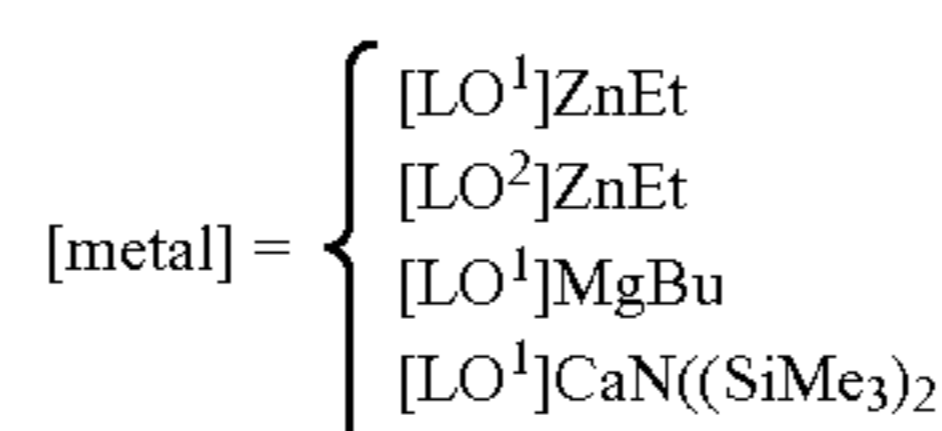 [LO¹]ZnEt
[LO²]ZnEt
[metal] =
[LO¹]MgBu
[LO¹]CaN((SiMe₃)₂